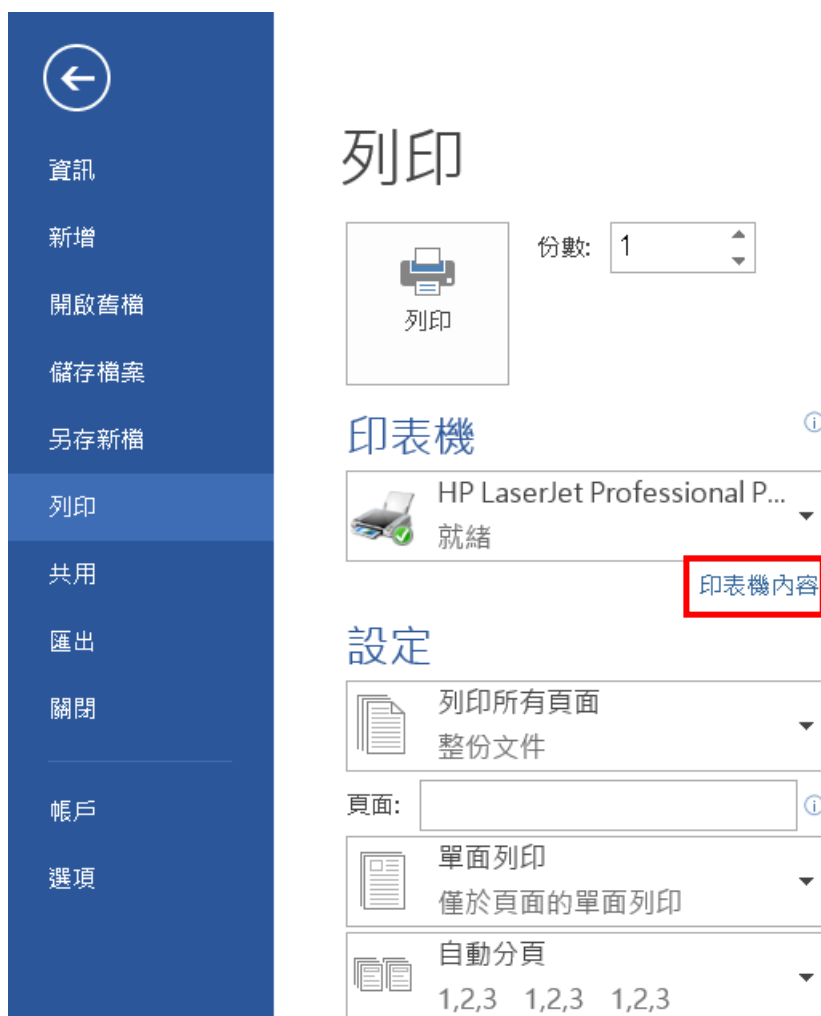 資訊
新增
開啟舊檔
儲存檔案
另存新檔
列印
共用
匯出
關閉
帳戶
選項
列印
列印
份數: 1
印表機
HP LaserJet Professional P...
就緒
印表機內容
設定
列印所有頁面
整份文件
頁面:
單面列印
僅於頁面的單面列印
自動分頁
1,2,3 1,2,3 1,2,3